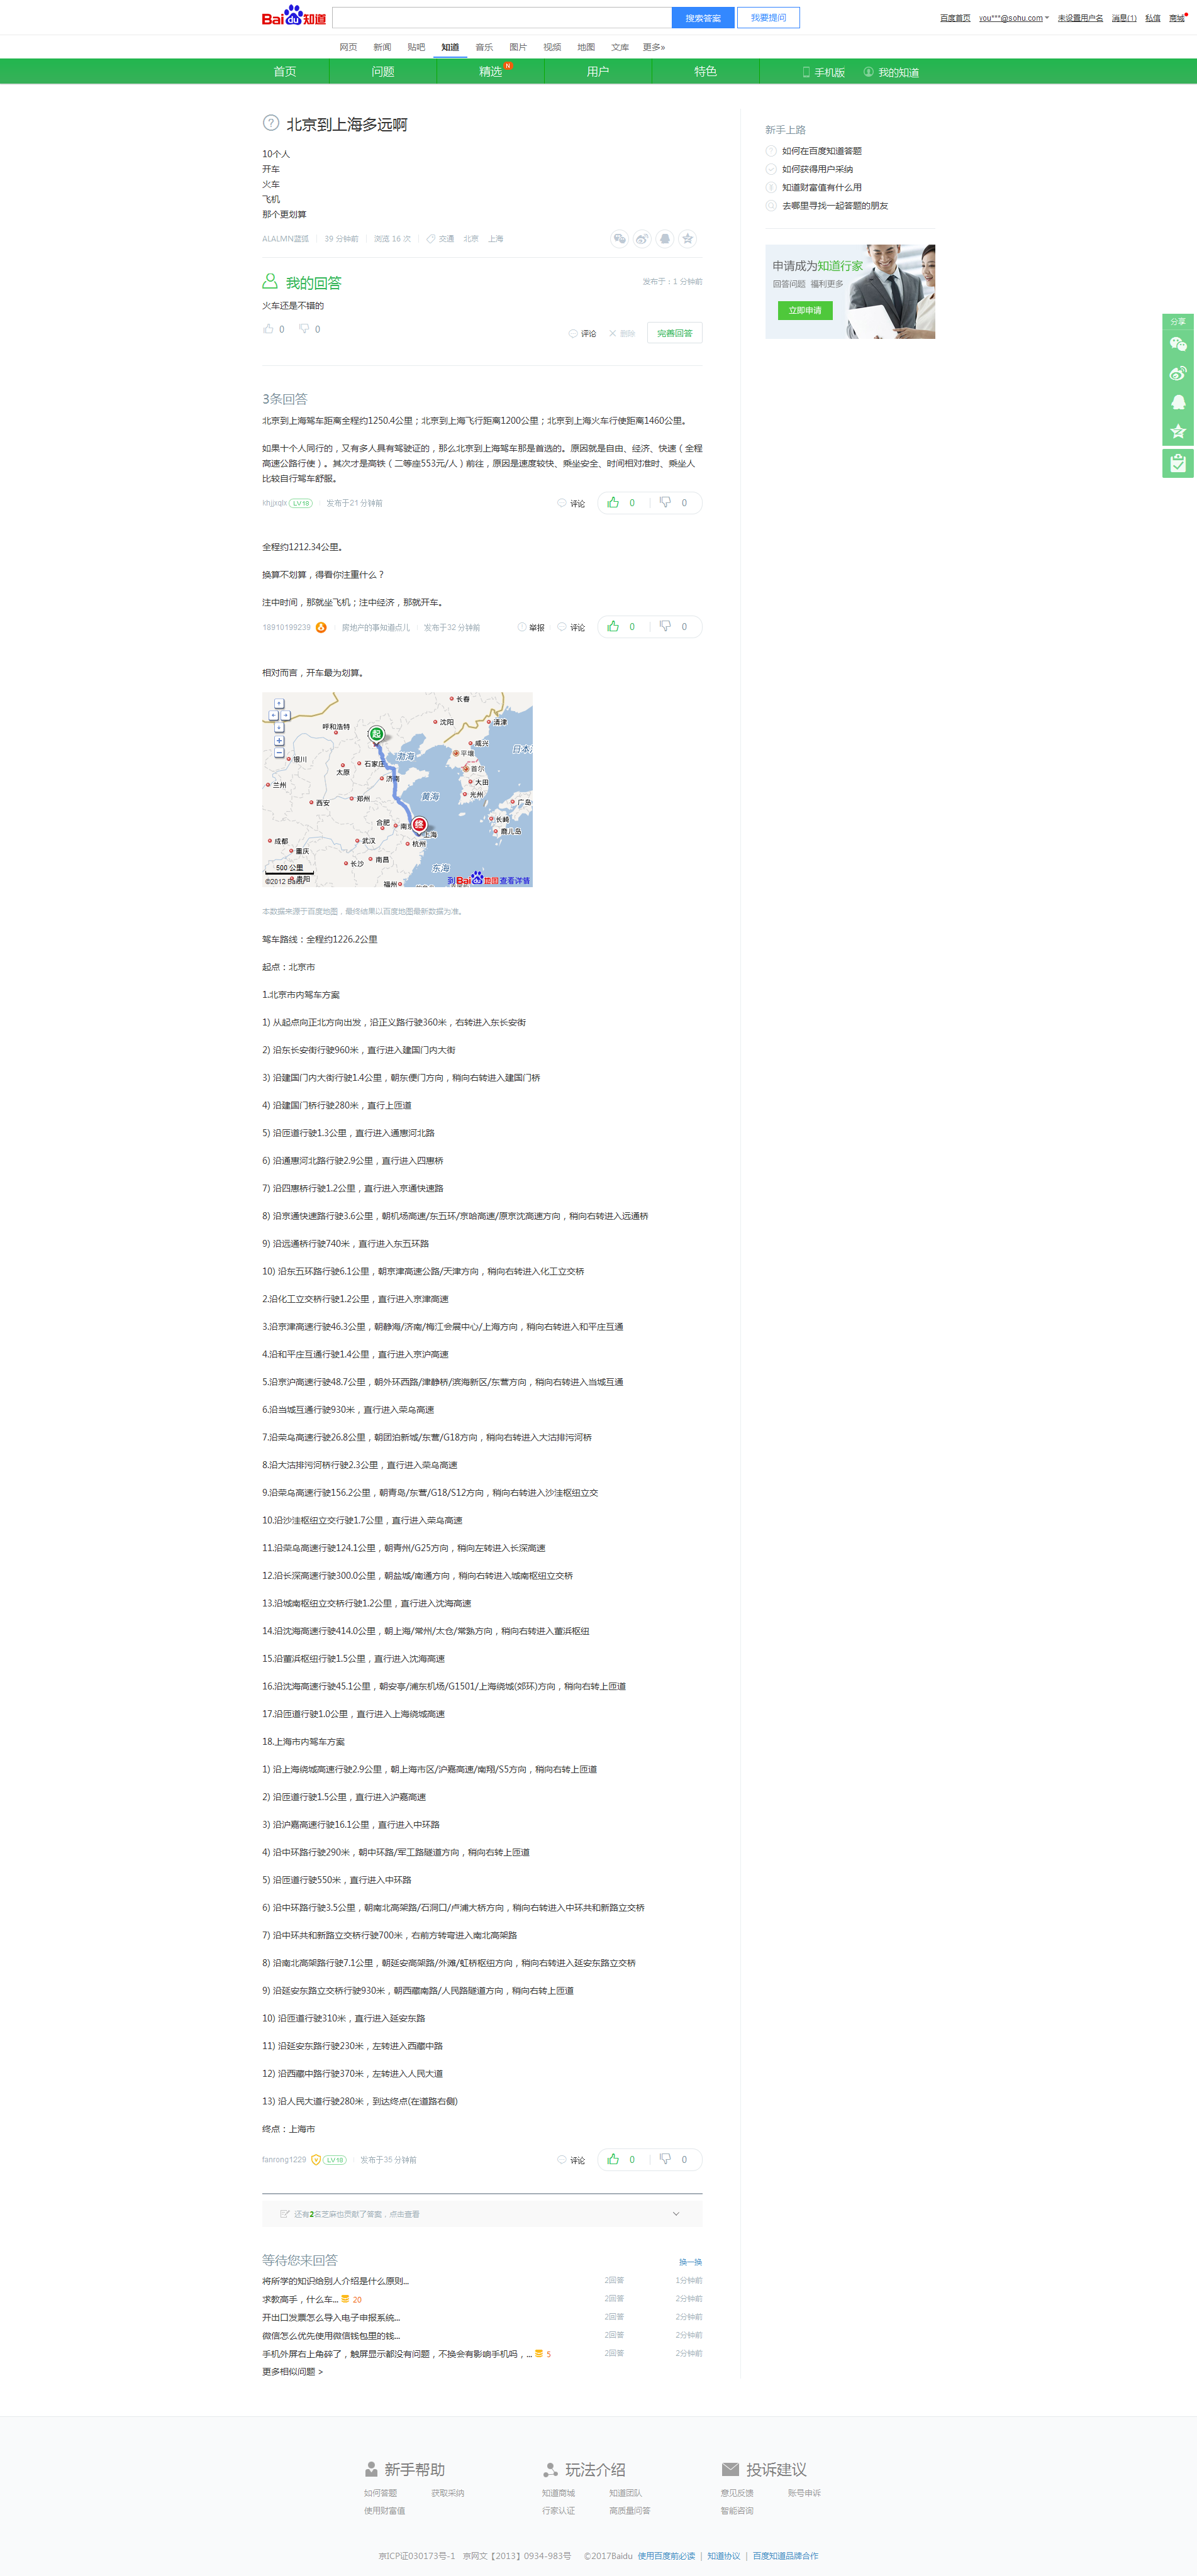 Bai du 知道
搜索答案 我要提问
百度首页 you***@sohu.com 未设置用户名 消息(1) 私信 商城
网页 新闻 贴吧 知道 音乐 图片 视频 地图 文库 更多»
首页 问题 精选 N 用户 特色 手机版 我的知道
北京到上海多远啊
10个人
开车
火车
飞机
那个更划算
ALALMN蓝狐 39 分钟前 浏览 16 次 交通 北京 上海
我的回答 发布于：1 分钟前
火车还是不错的
0 0 评论 删除 完善回答
3条回答
北京到上海驾车距离全程约1250.4公里；北京到上海飞行距离1200公里；北京到上海火车行使距离1460公里。
如果十个人同行的，又有多人具有驾驶证的，那么北京到上海驾车那是首选的。原因就是自由、经济、快速（全程
高速公路行使）。其次才是高铁（二等座553元/人）前往，原因是速度较快、乘坐安全、时间相对准时、乘坐人
比较自行驾车舒服。
发布于21 分钟前 评论 0 0
全程约1212.34公里。
换算不划算，得看你注重什么？
注中时间，那就坐飞机；注中经济，那就开车。
18910199239 房地产的事知道点儿 发布于32 分钟前 举报 评论 0 0
相对而言，开车最为划算。
长春
呼和浩特 沈阳 清津
起 咸兴
银川 石家庄 渤海 平壤 日本
太原 首尔
兰州 济南 大田
西安 郑州 黄海 光州 广岛
合肥 南京 终 上海 长崎
成都 武汉 杭州 鹿儿岛
重庆 长沙 南昌
500 公里 东海
贵阳 福州
©2012 Baidu 到Bai du 地图查看详情
本数据来源于百度地图，最终结果以百度地图最新数据为准。
驾车路线：全程约1226.2公里
起点：北京市
1.北京市内驾车方案
1) 从起点向正北方向出发，沿正义路行驶360米，右转进入东长安街
2) 沿东长安街行驶960米，直行进入建国门内大街
3) 沿建国门内大街行驶1.4公里，朝东便门方向，稍向右转进入建国门桥
4) 沿建国门桥行驶280米，直行上匝道
5) 沿匝道行驶1.3公里，直行进入通惠河北路
6) 沿通惠河北路行驶2.9公里，直行进入四惠桥
7) 沿四惠桥行驶1.2公里，直行进入京通快速路
8) 沿京通快速路行驶3.6公里，朝机场高速/东五环/京哈高速/原京沈高速方向，稍向右转进入远通桥
9) 沿远通桥行驶740米，直行进入东五环路
10) 沿东五环路行驶6.1公里，朝京津高速公路/天津方向，稍向右转进入化工立交桥
2.沿化工立交桥行驶1.2公里，直行进入京津高速
3.沿京津高速行驶46.3公里，朝静海/济南/梅江会展中心/上海方向，稍向右转进入和平庄互通
4.沿和平庄互通行驶1.4公里，直行进入京沪高速
5.沿京沪高速行驶48.7公里，朝外环西路/津静桥/滨海新区/东营方向，稍向右转进入当城互通
6.沿当城互通行驶930米，直行进入荣乌高速
7.沿荣乌高速行驶26.8公里，朝团泊新城/东营/G18方向，稍向右转进入大沽排污河桥
8.沿大沽排污河桥行驶2.3公里，直行进入荣乌高速
9.沿荣乌高速行驶156.2公里，朝青岛/东营/G18/S12方向，稍向右转进入沙洼枢纽立交
10.沿沙洼枢纽立交行驶1.7公里，直行进入荣乌高速
11.沿荣乌高速行驶124.1公里，朝青州/G25方向，稍向左转进入长深高速
12.沿长深高速行驶300.0公里，朝盐城/南通方向，稍向右转进入城南枢纽立交桥
13.沿城南枢纽立交桥行驶1.2公里，直行进入沈海高速
14.沿沈海高速行驶414.0公里，朝上海/常州/太仓/常熟方向，稍向右转进入董浜枢纽
15.沿董浜枢纽行驶1.5公里，直行进入沈海高速
16.沿沈海高速行驶45.1公里，朝安亭/浦东机场/G1501/上海绕城(郊环)方向，稍向右转上匝道
17.沿匝道行驶1.0公里，直行进入上海绕城高速
18.上海市内驾车方案
1) 沿上海绕城高速行驶2.9公里，朝上海市区/沪嘉高速/南翔/S5方向，稍向右转上匝道
2) 沿匝道行驶1.5公里，直行进入沪嘉高速
3) 沿沪嘉高速行驶16.1公里，直行进入中环路
4) 沿中环路行驶290米，朝中环路/军工路隧道方向，稍向右转上匝道
5) 沿匝道行驶550米，直行进入中环路
6) 沿中环路行驶3.5公里，朝南北高架路/石洞口/卢浦大桥方向，稍向右转进入中环共和新路立交桥
7) 沿中环共和新路立交桥行驶700米，右前方转弯进入南北高架路
8) 沿南北高架路行驶7.1公里，朝延安高架路/外滩/虹桥枢纽方向，稍向右转进入延安东路立交桥
9) 沿延安东路立交桥行驶930米，朝西藏南路/人民路隧道方向，稍向右转上匝道
10) 沿匝道行驶310米，直行进入延安东路
11) 沿延安东路行驶230米，左转进入西藏中路
12) 沿西藏中路行驶370米，左转进入人民大道
13) 沿人民大道行驶280米，到达终点(在道路右侧)
终点：上海市
fanrong1229 LV10 发布于35 分钟前 评论 0 0
还有2名芝麻也贡献了答案，点击查看
等待您来回答 换一换
将所学的知识给别人介绍是什么原则... 2回答 1分钟前
求教高手，什么车... 20 2回答 2分钟前
开出口发票怎么导入电子申报系统... 2回答 2分钟前
微信怎么优先使用微信钱包里的钱... 2回答 2分钟前
手机外屏右上角碎了，触屏显示都没有问题，不换会有影响手机吗，... 5 2回答 2分钟前
更多相似问题 >
新手上路
如何在百度知道答题
如何获得用户采纳
知道财富值有什么用
去哪里寻找一起答题的朋友
申请成为知道行家
回答问题 福利更多
立即申请
分享
新手帮助 玩法介绍 投诉建议
如何答题 获取采纳 知道商城 知道团队 意见反馈 账号申诉
使用财富值 行家认证 高质量问答 智能咨询
京ICP证030173号-1 京网文【2013】0934-983号 ©2017Baidu 使用百度前必读 | 知道协议 | 百度知道品牌合作